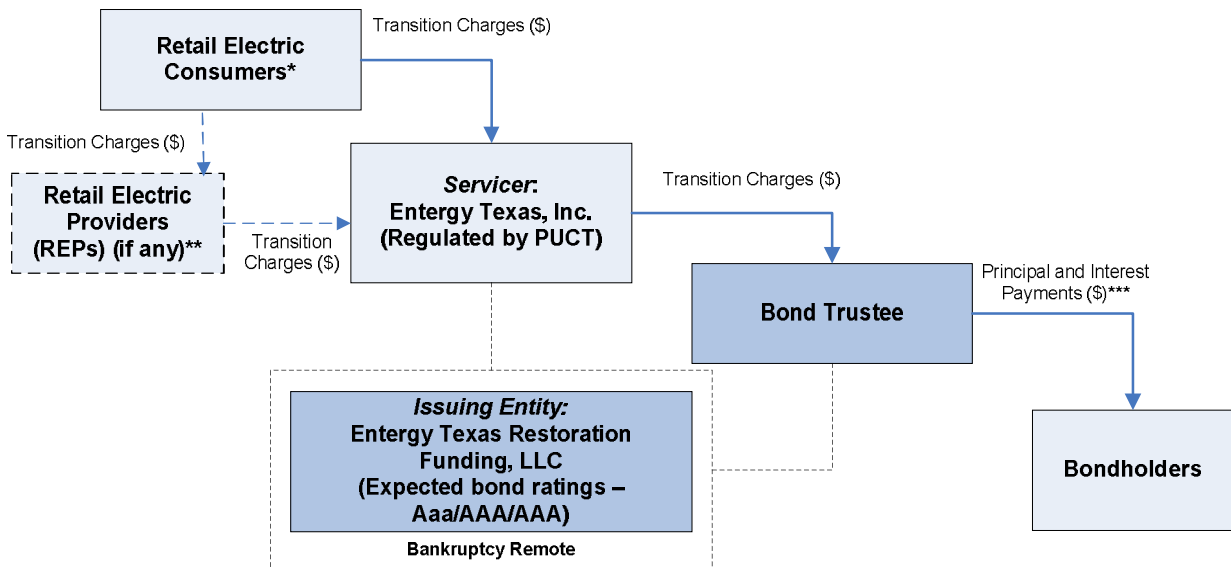 Transition Charges ($)
Retail Electric
Consumers*
Transition Charges ($)
Retail Electric
Providers
(REPs) (if any)**
Transition
Charges ($)
Servicer:
Entergy Texas, Inc.
(Regulated by PUCT)
Transition Charges ($)
Bond Trustee
Principal and Interest
Payments ($)***
Issuing Entity:
Entergy Texas Restoration
Funding, LLC
(Expected bond ratings –
Aaa/AAA/AAA)
Bankruptcy Remote
Bondholders